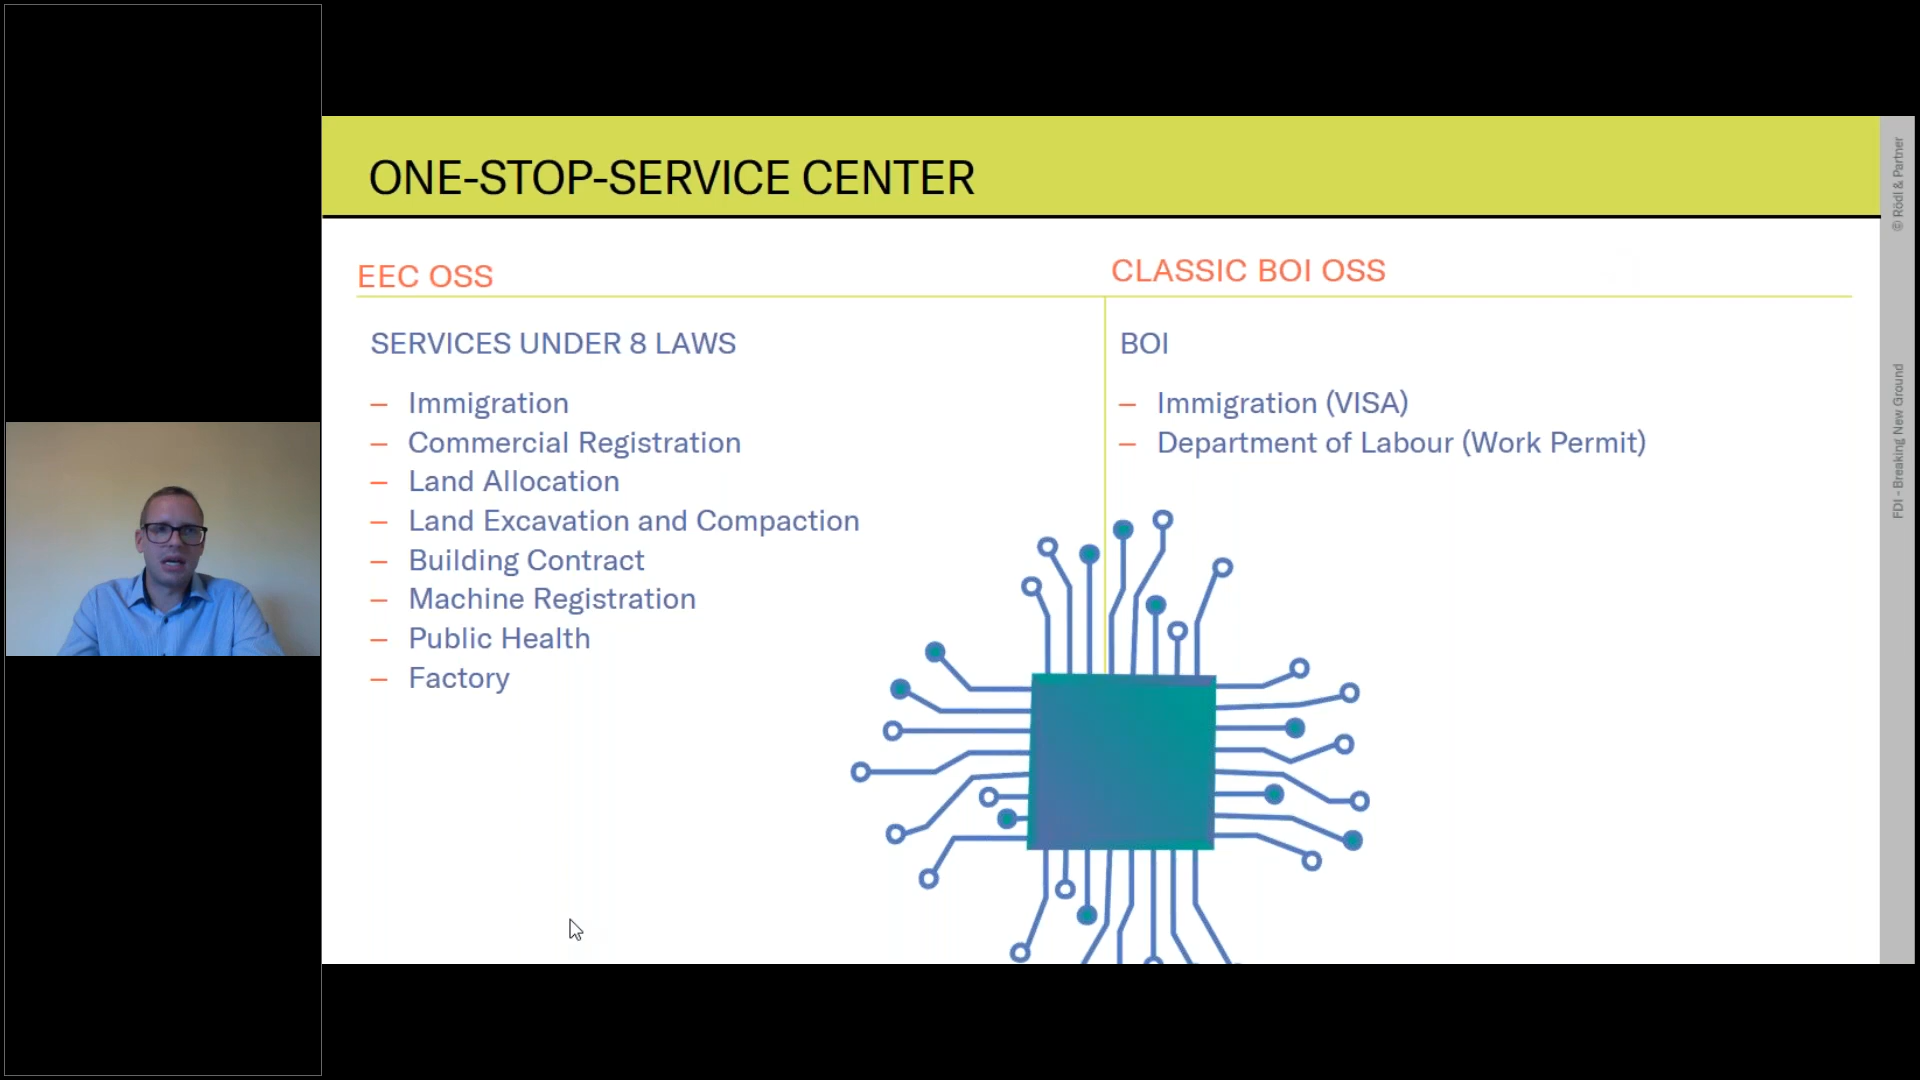 ONE-STOP-SERVICE CENTER
EEC OSS
SERVICES UNDER 8 LAWS
– Immigration
– Commercial Registration
– Land Allocation
– Land Excavation and Compaction
– Building Contract
– Machine Registration
– Public Health
– Factory
CLASSIC BOI OSS
BOI
– Immigration (VISA)
– Department of Labour (Work Permit)
© Rödl & Partner
FDI - Breaking New Ground